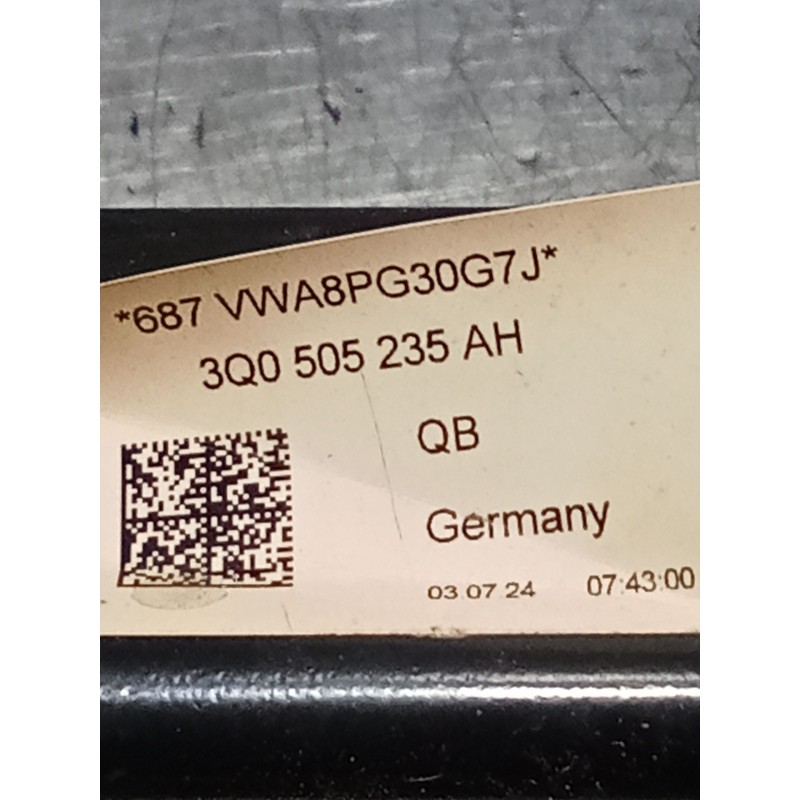 *687 VWA8PG30G7J*
3Q0 505 235 AH
QB
Germany
03.07.24 07:43:00